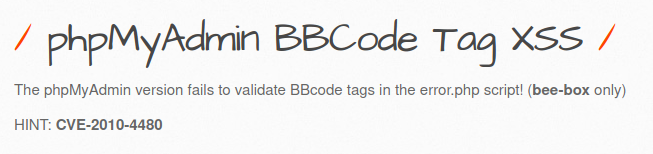 / phpMyAdmin BBCode Tag XSS /
The phpMyAdmin version fails to validate BBcode tags in the error.php script! (bee-box only)
HINT: CVE-2010-4480